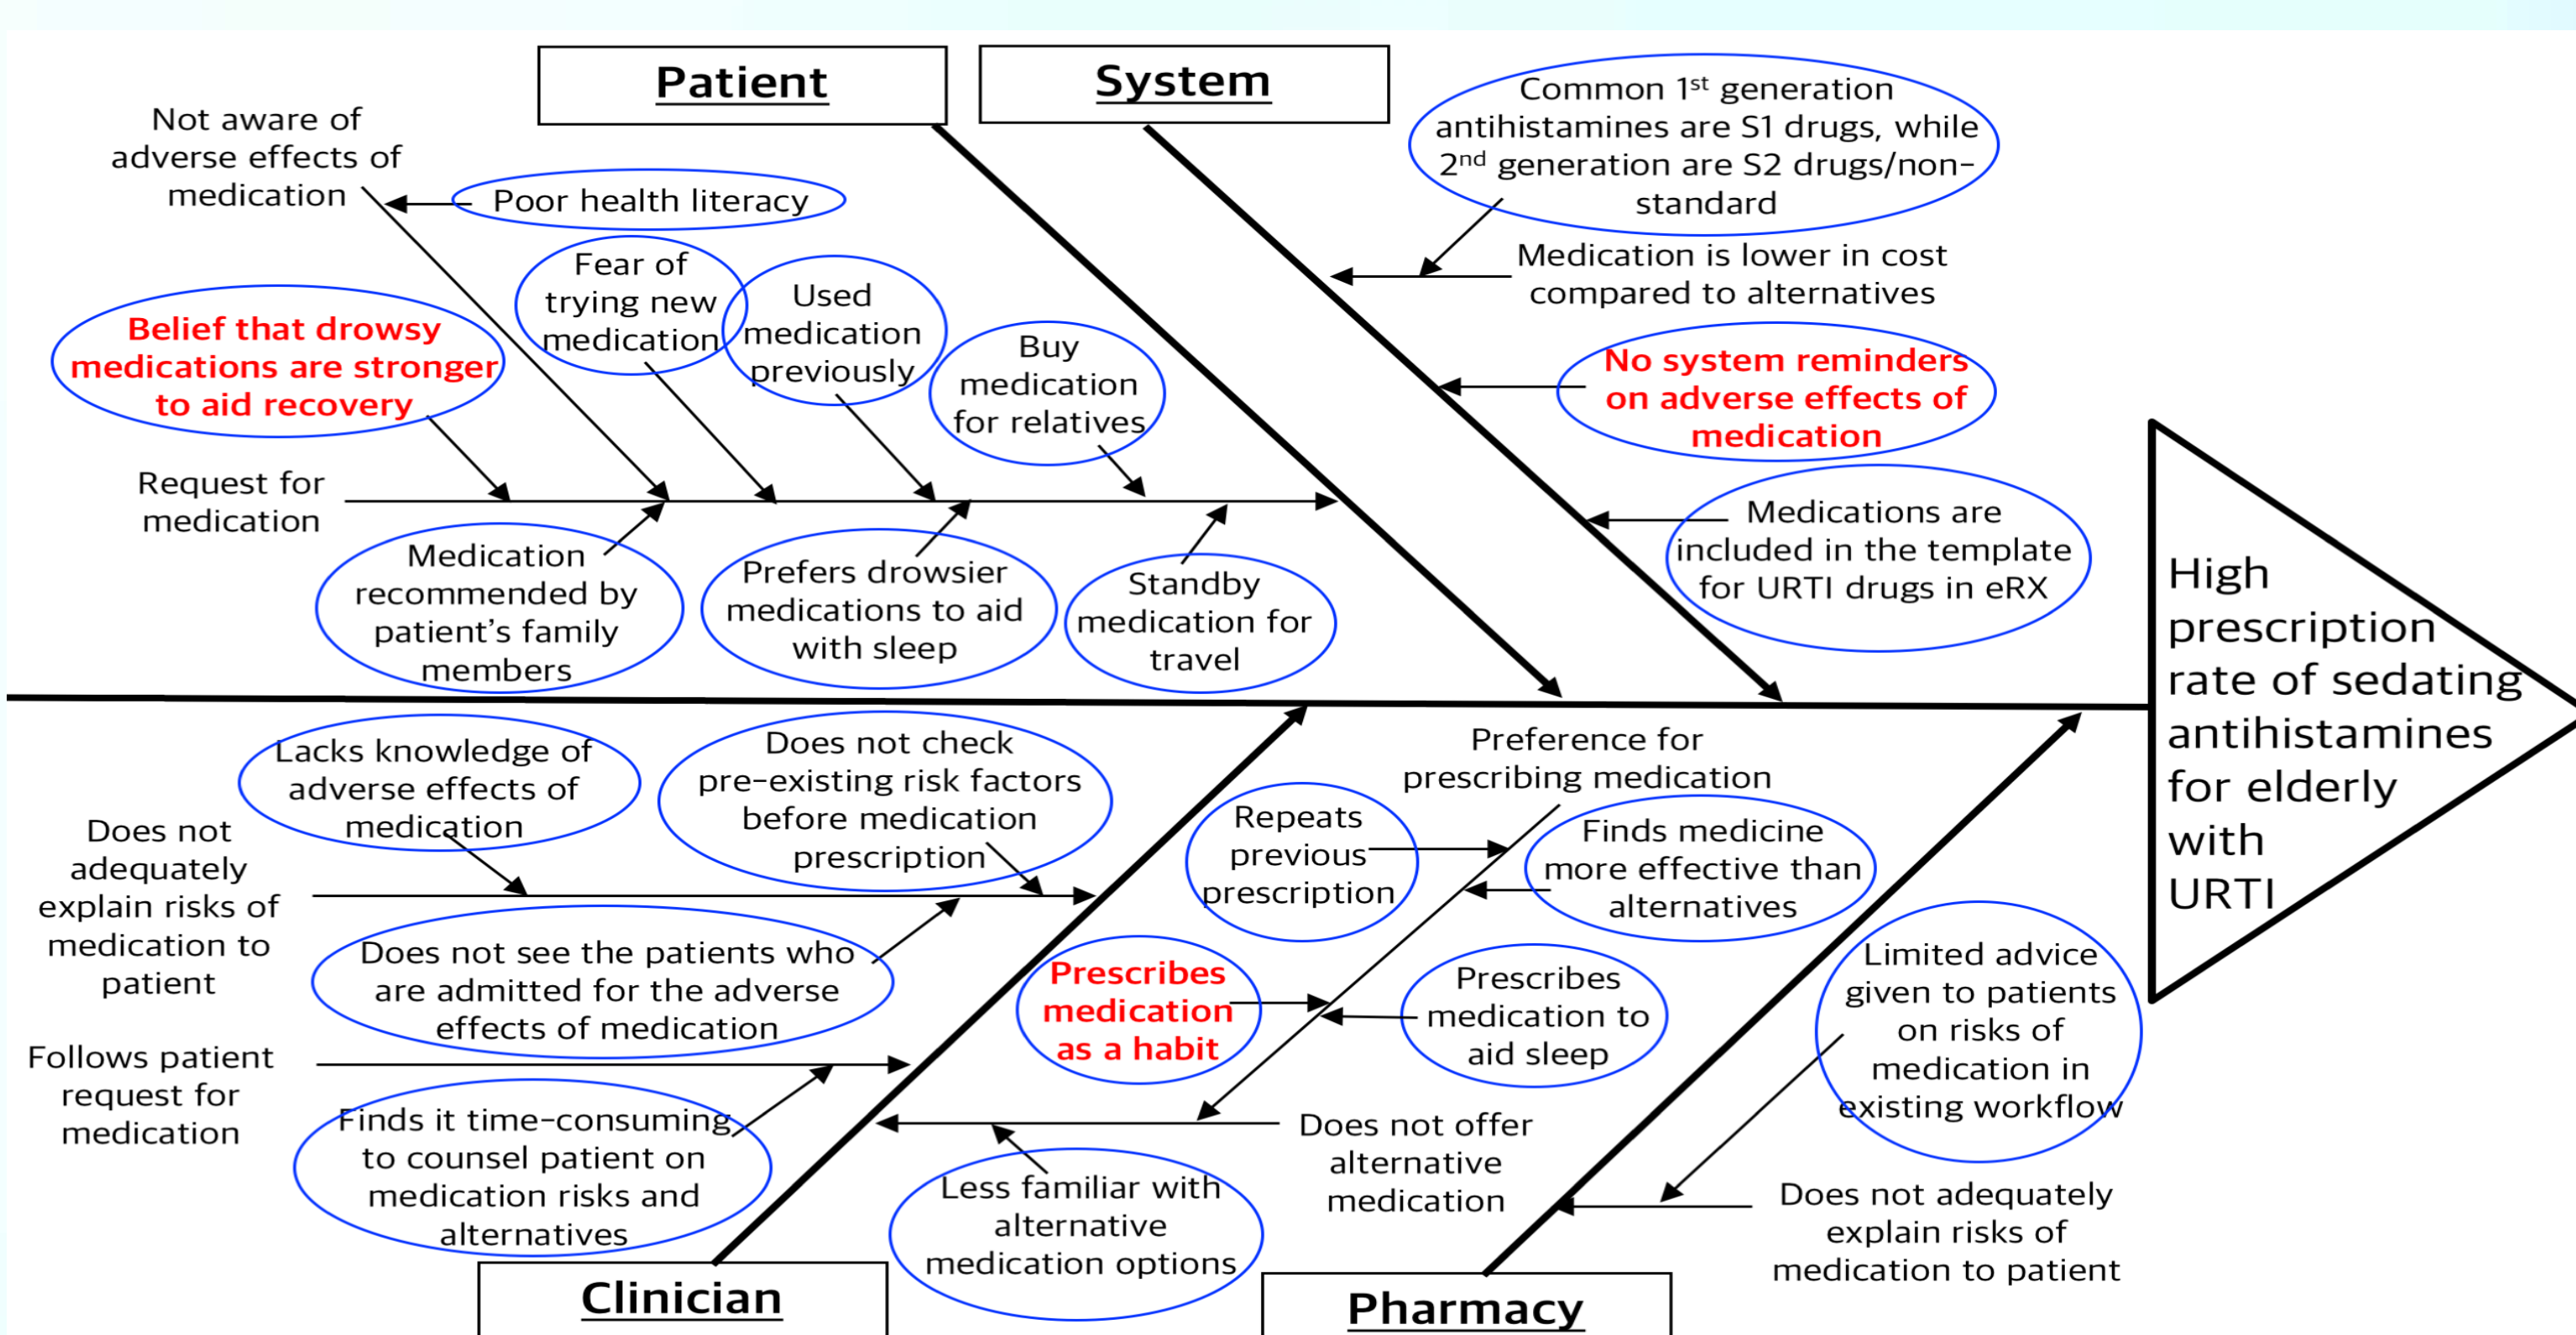 Patient
System
Not aware of
adverse effects of
medication
Poor health literacy
Fear of
trying new
medication
Used
medication
previously
Buy
medication
for relatives
Belief that drowsy
medications are stronger
to aid recovery
Request for
medication
Medication
recommended by
patient’s family
members
Prefers drowsier
medications to aid
with sleep
Standby
medication for
travel
Common 1st generation
antihistamines are S1 drugs, while
2nd generation are S2 drugs/non-
standard
Medication is lower in cost
compared to alternatives
No system reminders
on adverse effects of
medication
Medications are
included in the template
for URTI drugs in eRX
High
prescription
rate of sedating
antihistamines
for elderly
with
URTI
Lacks knowledge of
adverse effects of
medication
Does not check
pre-existing risk factors
before medication
prescription
Does not
adequately
explain risks of
medication to
patient
Does not see the patients who
are admitted for the adverse
effects of medication
Follows patient
request for
medication
Finds it time-consuming
to counsel patient on
medication risks and
alternatives
Preference for
prescribing medication
Repeats
previous
prescription
Finds medicine
more effective than
alternatives
Prescribes
medication
as a habit
Prescribes
medication to
aid sleep
Does not offer
alternative
medication
Less familiar with
alternative
medication options
Limited advice
given to patients
on risks of
medication in
existing workflow
Does not adequately
explain risks of
medication to patient
Clinician
Pharmacy